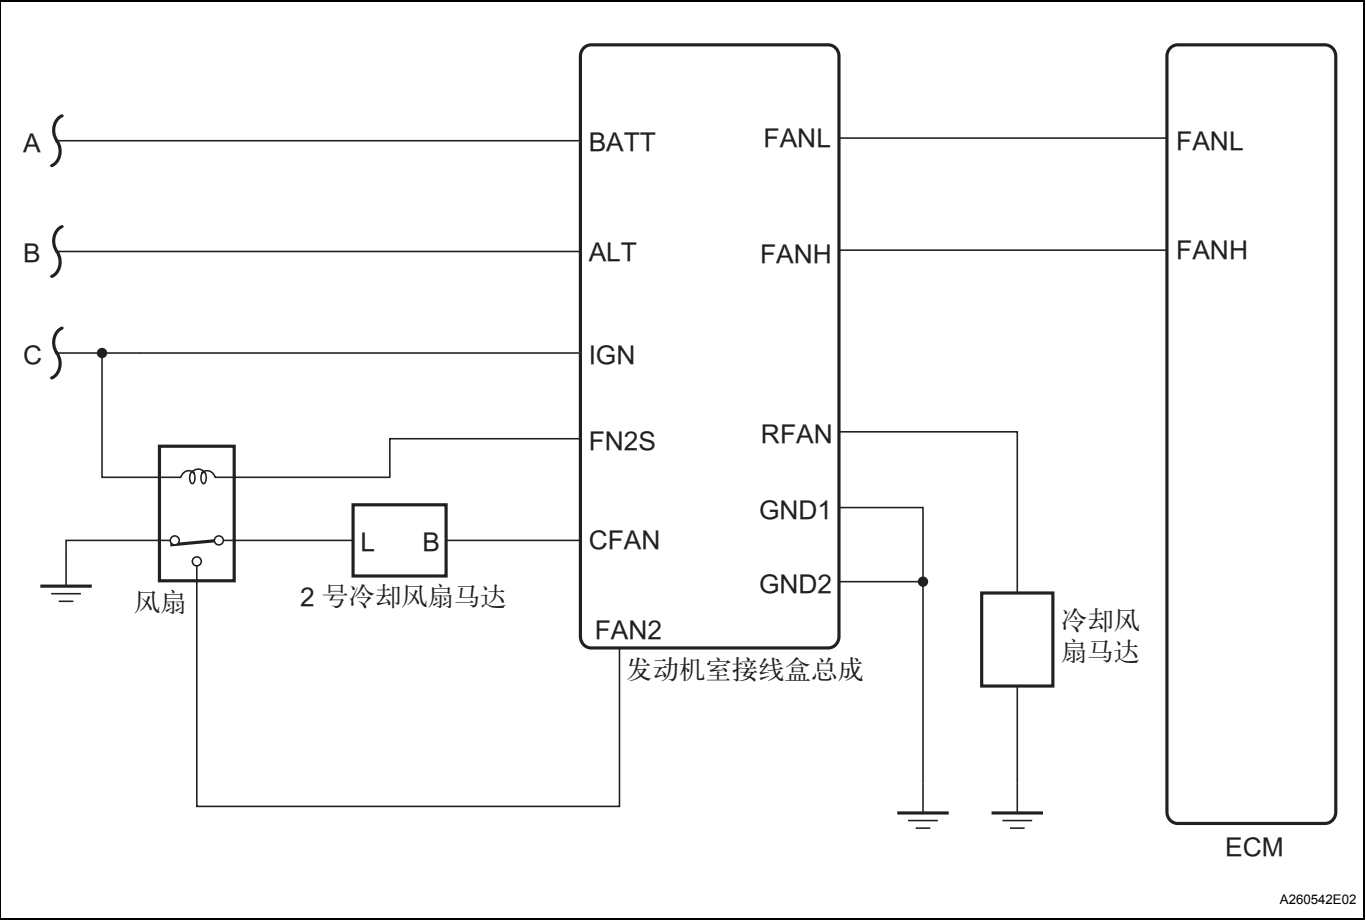 A
BATT
FANL
FANL
B
ALT
FANH
FANH
C
IGN
FN2S
RFAN
GND1
L
B
CFAN
GND2
风扇
2 号冷却风扇马达
FAN2
冷却风
扇马达
发动机室接线盒总成
ECM
A260542E02